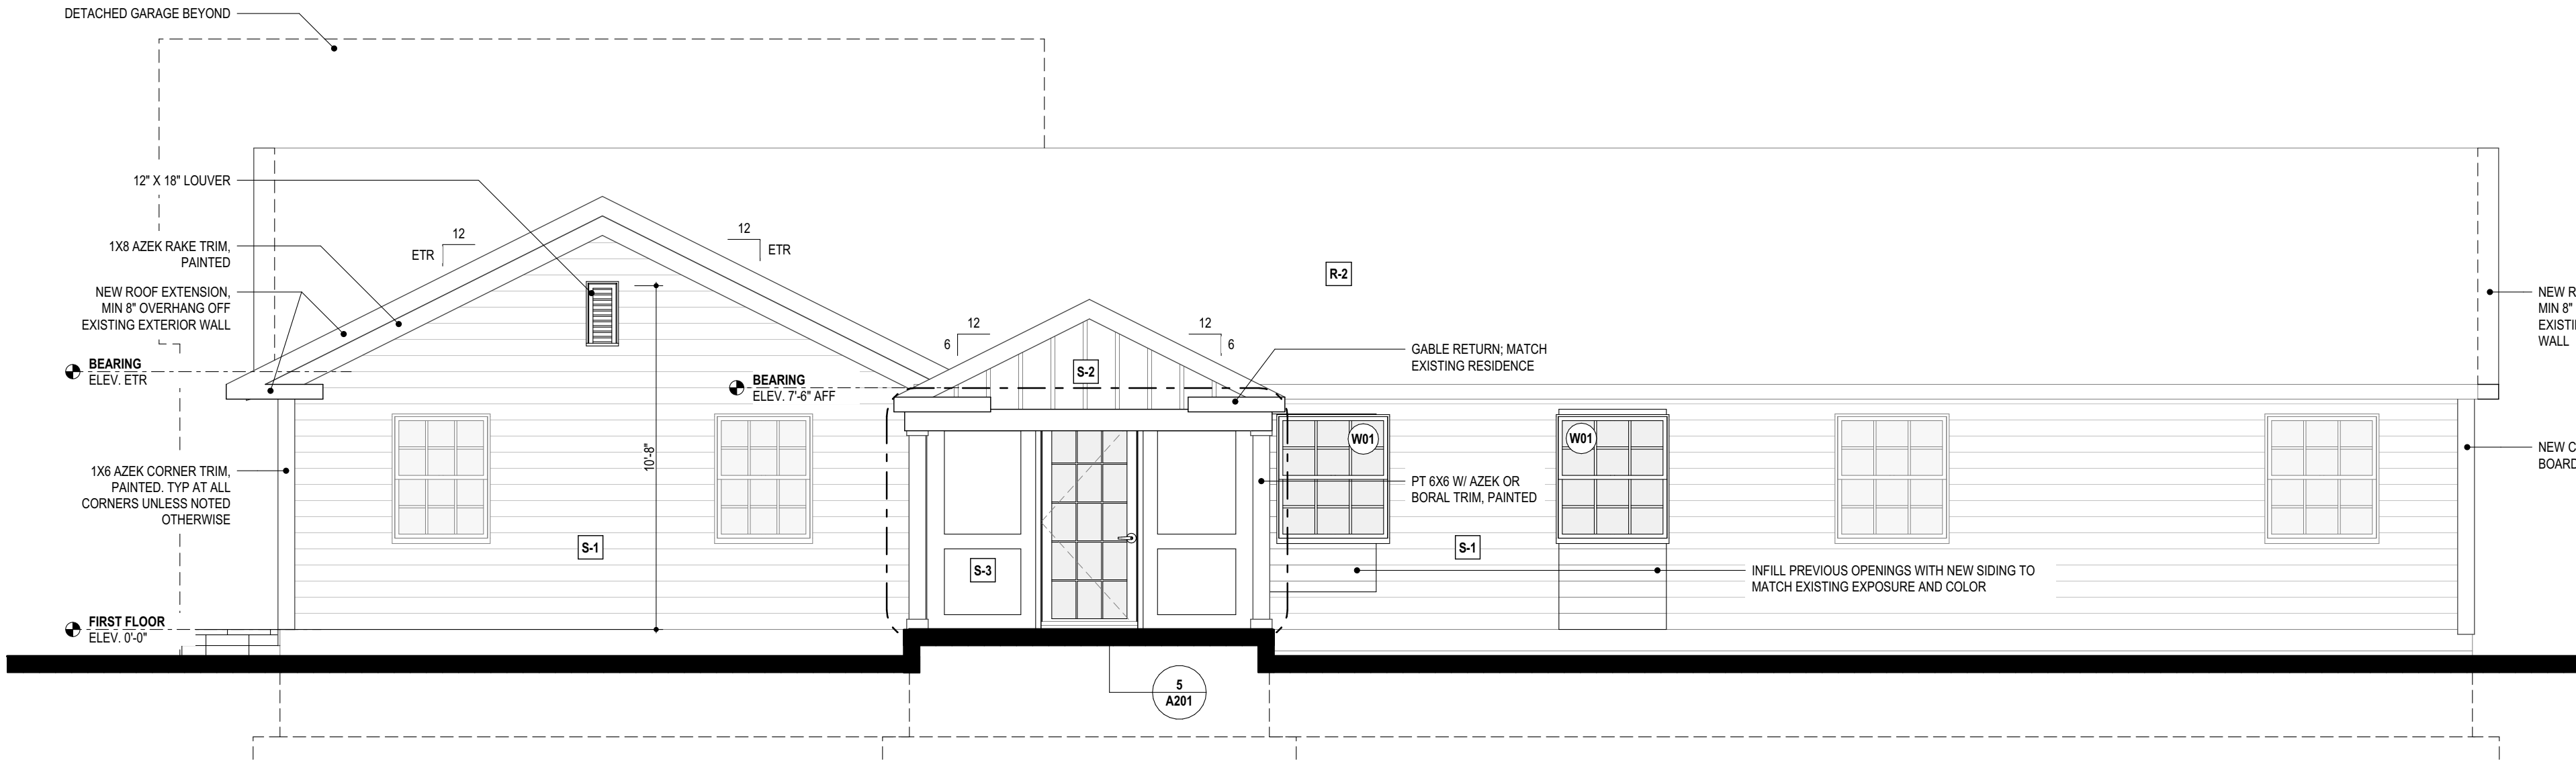 DETACHED GARAGE BEYOND
12" X 18" LOUVER
1X8 AZEK RAKE TRIM,
PAINTED
NEW ROOF EXTENSION,
MIN 8" OVERHANG OFF
EXISTING EXTERIOR WALL
BEARING
ELEV. ETR
1X6 AZEK CORNER TRIM,
PAINTED. TYP AT ALL
CORNERS UNLESS NOTED
OTHERWISE
FIRST FLOOR
ELEV. 0'-0"
12
ETR
12
ETR
10'-8"
S-1
BEARING
ELEV. 7'-6" AFF
12
6
12
6
S-2
S-3
5
A201
R-2
GABLE RETURN; MATCH
EXISTING RESIDENCE
W01
W01
PT 6X6 W/ AZEK OR
BORAL TRIM, PAINTED
S-1
INFILL PREVIOUS OPENINGS WITH NEW SIDING TO
MATCH EXISTING EXPOSURE AND COLOR
NEW R
MIN 8"
EXISTI
WALL
NEW C
BOARD